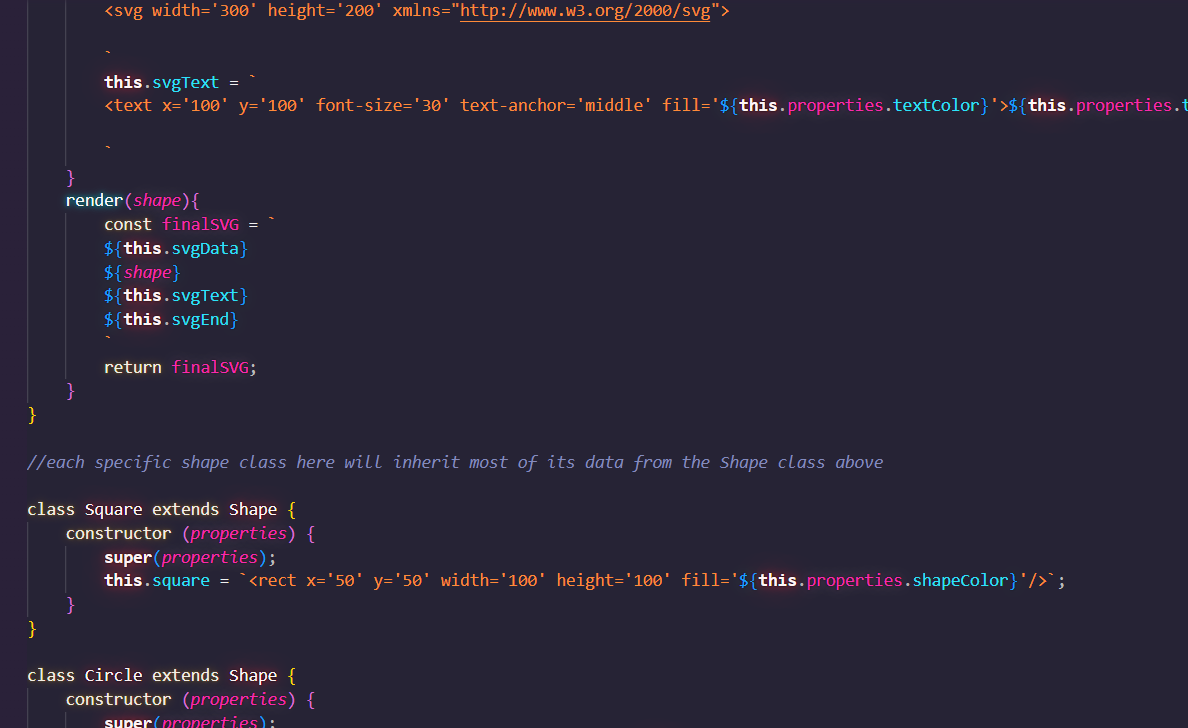 <svg width='300' height='200' xmlns="http://www.w3.org/2000/svg">
`
this.svgText = `
<text x='100' y='100' font-size='30' text-anchor='middle' fill='${this.properties.textColor}'>${this.properties.t
`
}
render(shape){
const finalSVG = `
${this.svgData}
${shape}
${this.svgText}
${this.svgEnd}
`
return finalSVG;
}
}
//each specific shape class here will inherit most of its data from the Shape class above
class Square extends Shape {
constructor (properties) {
super(properties);
this.square = `<rect x='50' y='50' width='100' height='100' fill='${this.properties.shapeColor}'/>`;
}
}
class Circle extends Shape {
constructor (properties) {
super(properties);